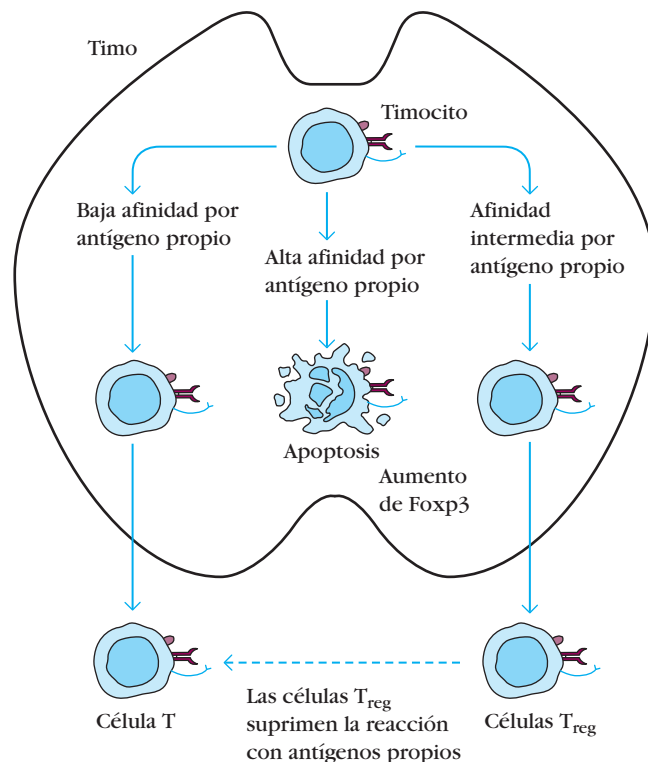 Timo
Timocito
Baja afinidad por
antígeno propio
Alta afinidad por
antígeno propio
Afinidad
intermedia por
antígeno propio
Apoptosis
Aumento
de Foxp3
Célula T
Las células Treg
suprimen la reacción
con antígenos propios
Células Treg